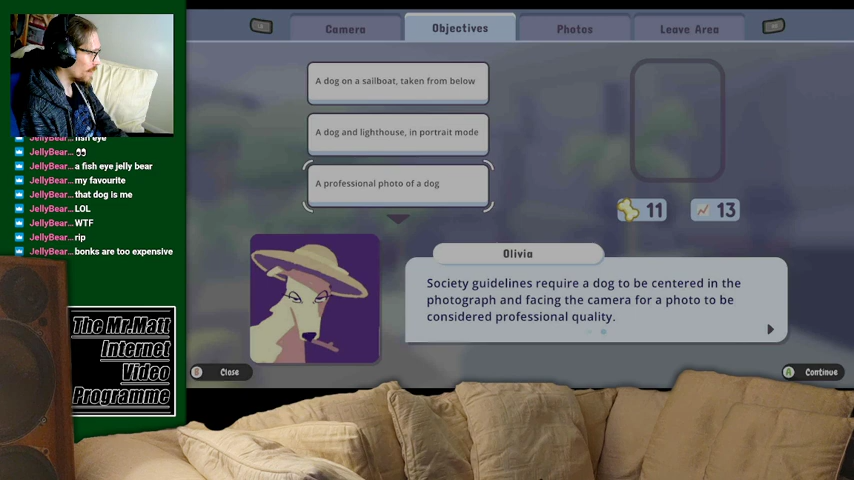 Camera
Objectives
Photos
Leave Area
A dog on a sailboat, taken from below
A dog and lighthouse, in portrait mode
A professional photo of a dog
11
13
JellyBear... fish eye
JellyBear... 👀
JellyBear... a fish eye jelly bear
JellyBear... my favourite
JellyBear... that dog is me
JellyBear... LOL
JellyBear... WTF
JellyBear... rip
JellyBear... bonks are too expensive
Olivia
Society guidelines require a dog to be centered in the
photograph and facing the camera for a photo to be
considered professional quality.
The Mr.Matt
Internet
Video
Programme
B Close
A Continue